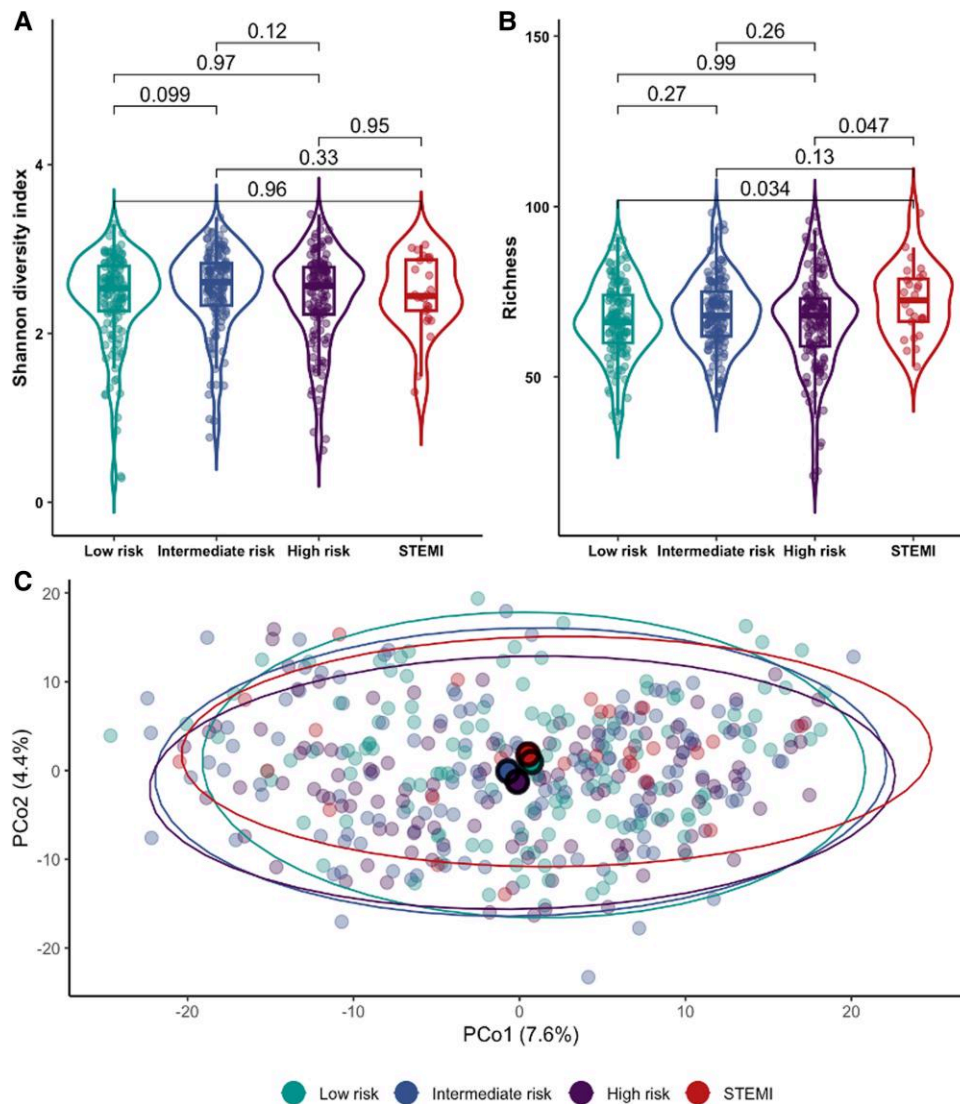 A
0.12
0.97
0.099
0.95
0.33
0.96
4
2
0
Shannon diversity index
Low risk Intermediate risk High risk STEMI
B
150
0.26
0.99
0.27
0.047
0.13
0.034
100
50
Richness
Low risk Intermediate risk High risk STEMI
C
20
10
0
-10
-20
PCo2 (4.4%)
-20 -10 0 10 20
PCo1 (7.6%)
Low risk Intermediate risk High risk STEMI